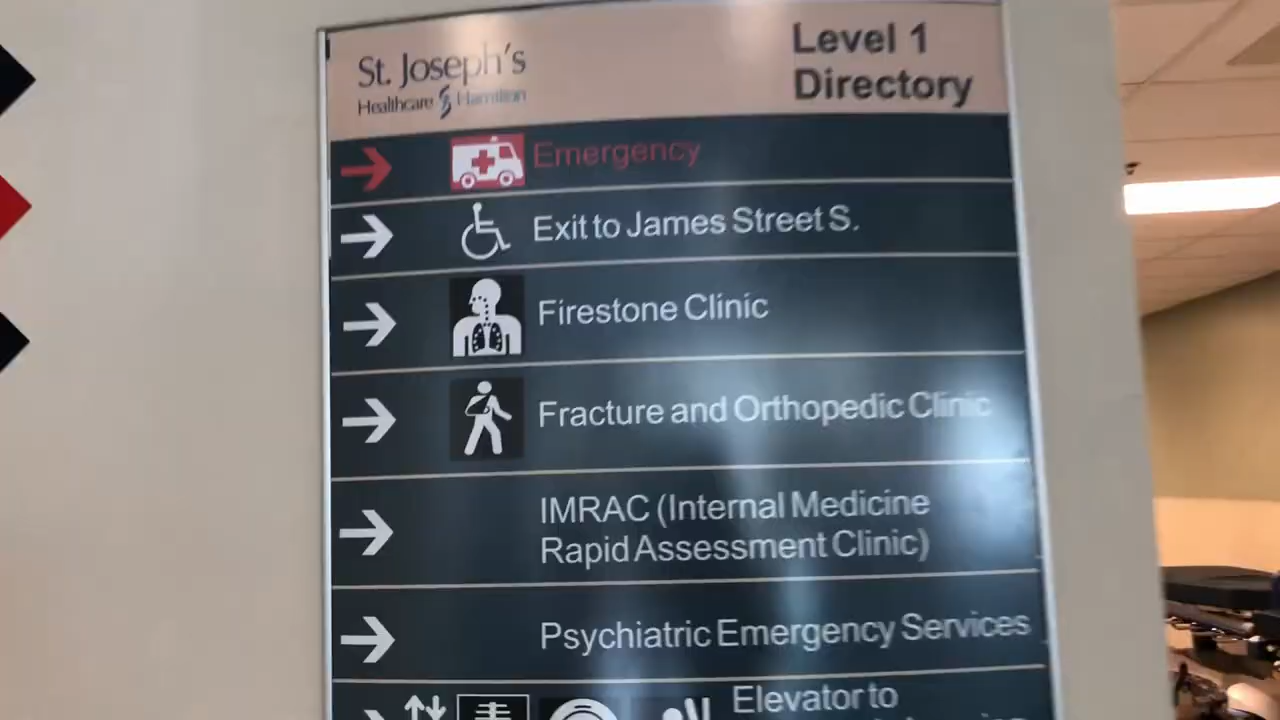 St. Joseph's
Healthcare Hamilton
Level 1
Directory
Emergency
Exit to James Street S.
Firestone Clinic
Fracture and Orthopedic Clinic
IMRAC (Internal Medicine
Rapid Assessment Clinic)
Psychiatric Emergency Services
Elevator to